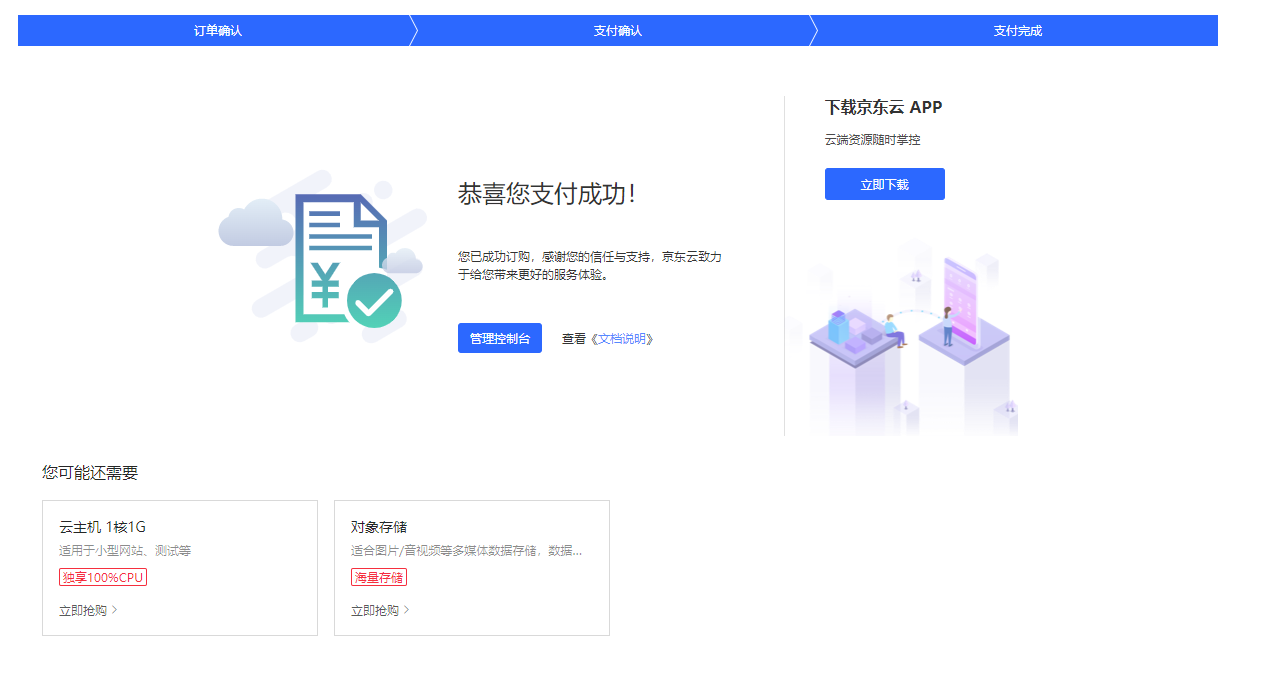 订单确认
支付确认
支付完成
恭喜您支付成功！
您已成功订购，感谢您的信任与支持，京东云致力
于给您带来更好的服务体验。
管理控制台
查看《文档说明》
下载京东云 APP
云端资源随时掌控
立即下载
您可能还需要
云主机 1核1G
适用于小型网站、测试等
独享100%CPU
立即抢购
对象存储
适合图片/音视频等多媒体数据存储，数据...
海量存储
立即抢购